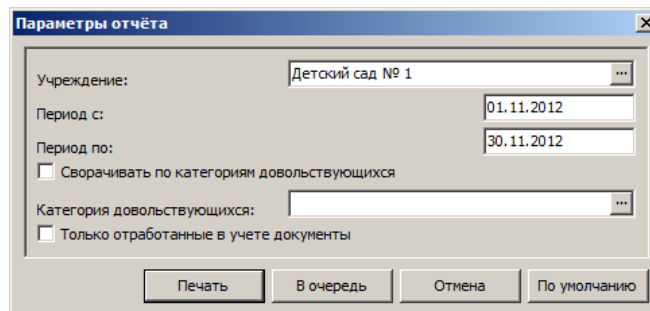 Параметры отчёта
Учреждение: Детский сад № 1 ...
Период с: 01.11.2012
Период по: 30.11.2012
Сворачивать по категориям довольствующихся
Категория довольствующихся: ...
Только отработанные в учете документы
Печать В очередь Отмена По умолчанию